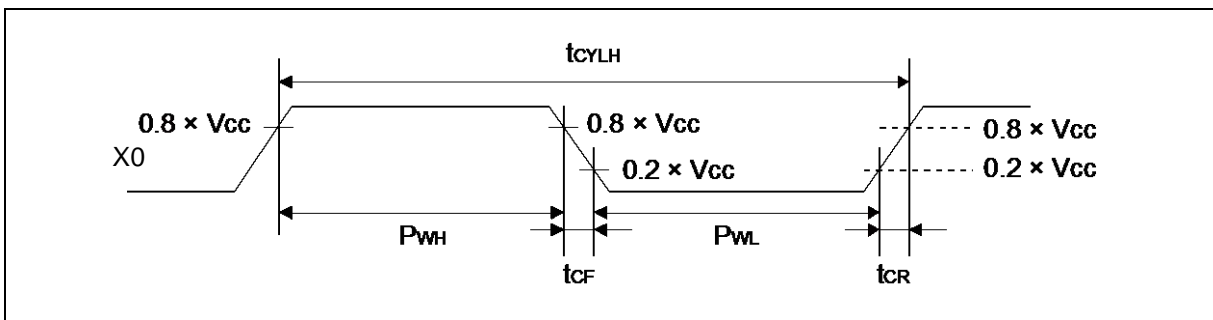 tCYLH
0.8 × VCC
0.8 × VCC
0.8 × VCC
X0
0.2 × VCC
0.2 × VCC
PWH
PWL
tCF
tCR